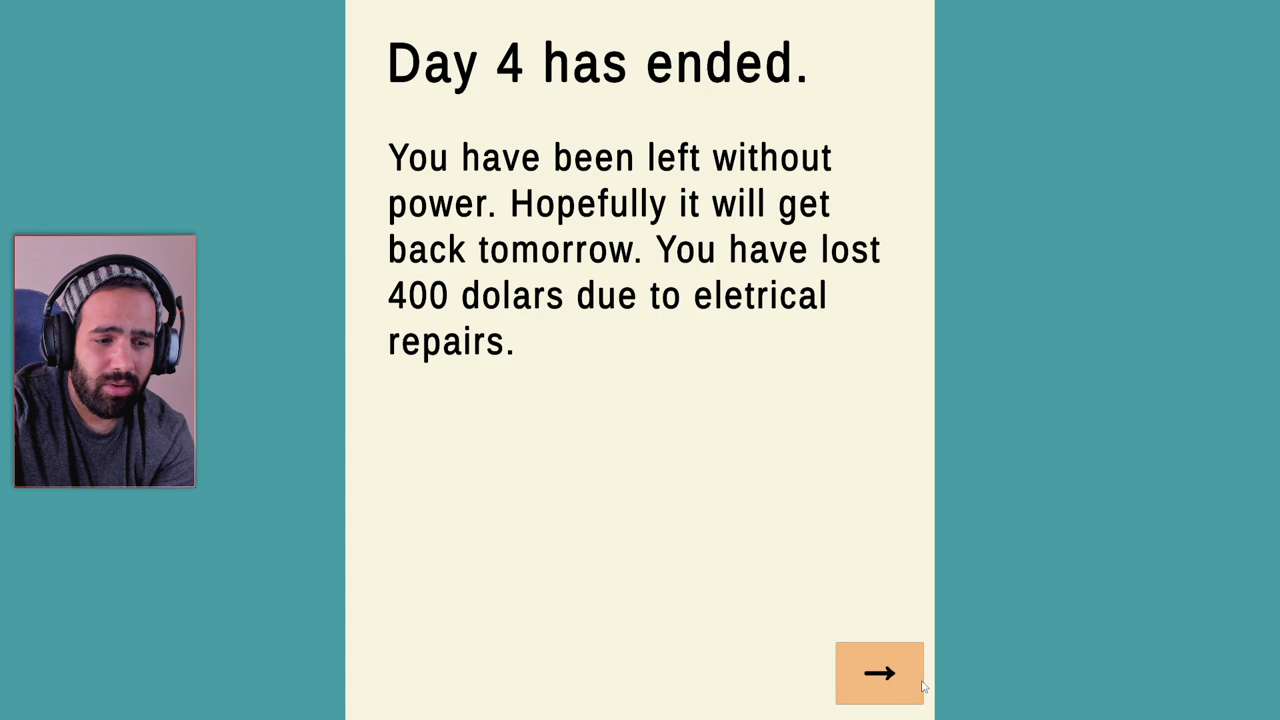 Day 4 has ended.
You have been left without
power. Hopefully it will get
back tomorrow. You have lost
400 dolars due to eletrical
repairs.